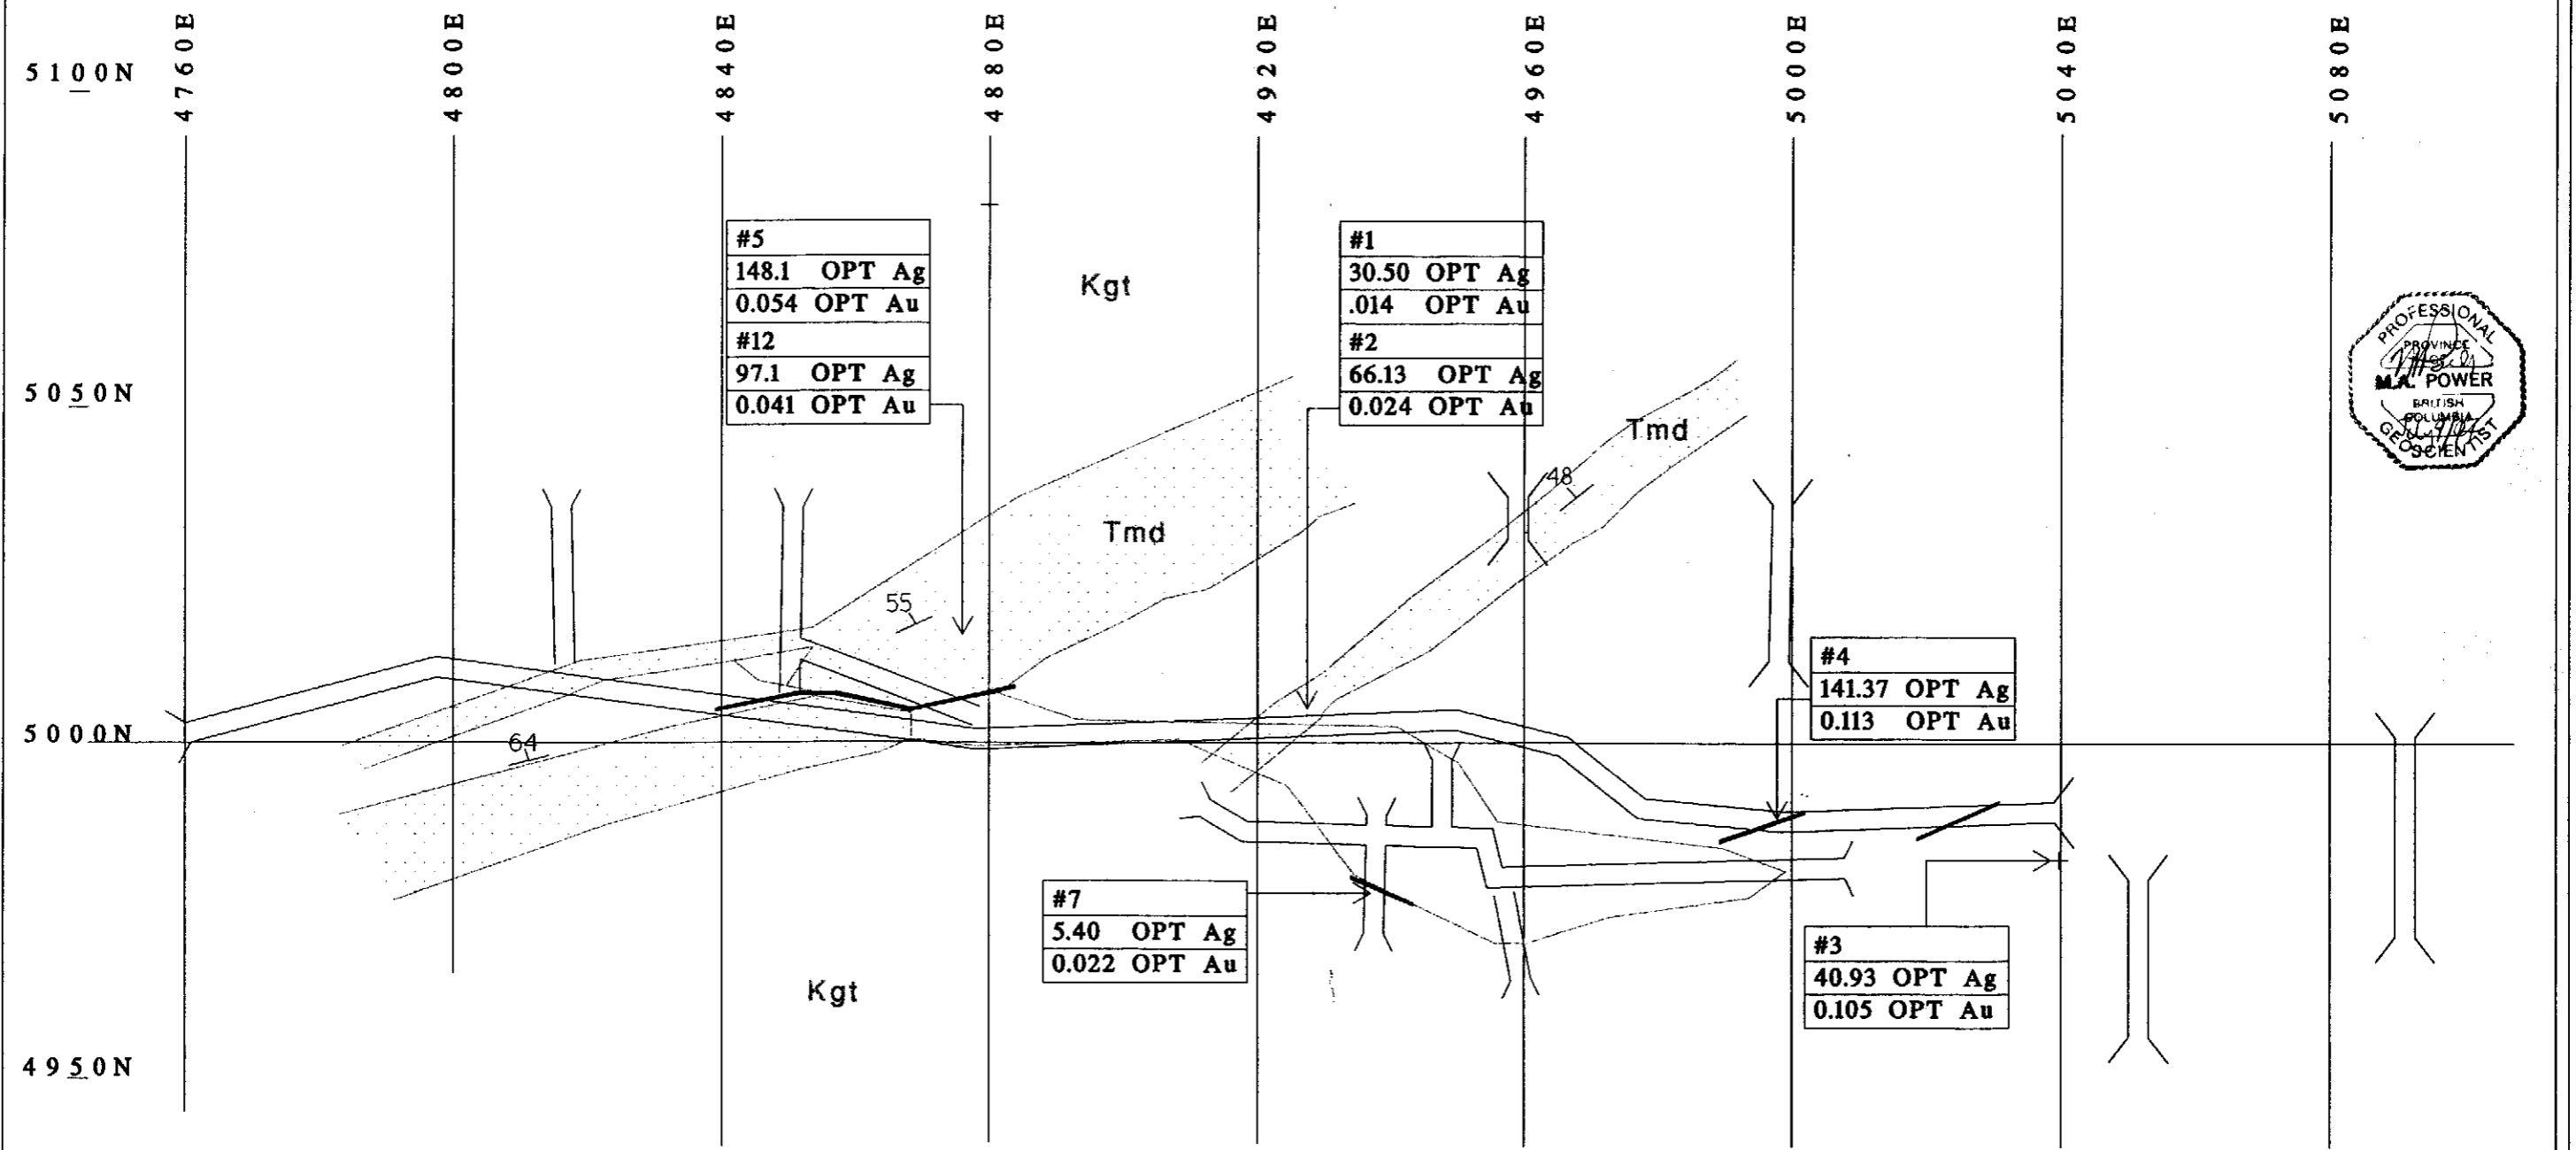 4760E
4800E
4840E
4880E
4920E
4960E
5000E
5040E
5080E
5100N
5050N
5000N
4950N
#5
148.1 OPT Ag
0.054 OPT Au
#12
97.1 OPT Ag
0.041 OPT Au
Kgt
#1
30.50 OPT Ag
.014 OPT Au
#2
66.13 OPT Ag
0.024 OPT Au
Tmd
48
Tmd
55
64
#4
141.37 OPT Ag
0.113 OPT Au
#7
5.40 OPT Ag
0.022 OPT Au
#3
40.93 OPT Ag
0.105 OPT Au
Kgt
PROFESSIONAL
PROVINCE
M.A. POWER
BRITISH
COLUMBIA
GEOSCIENTIST